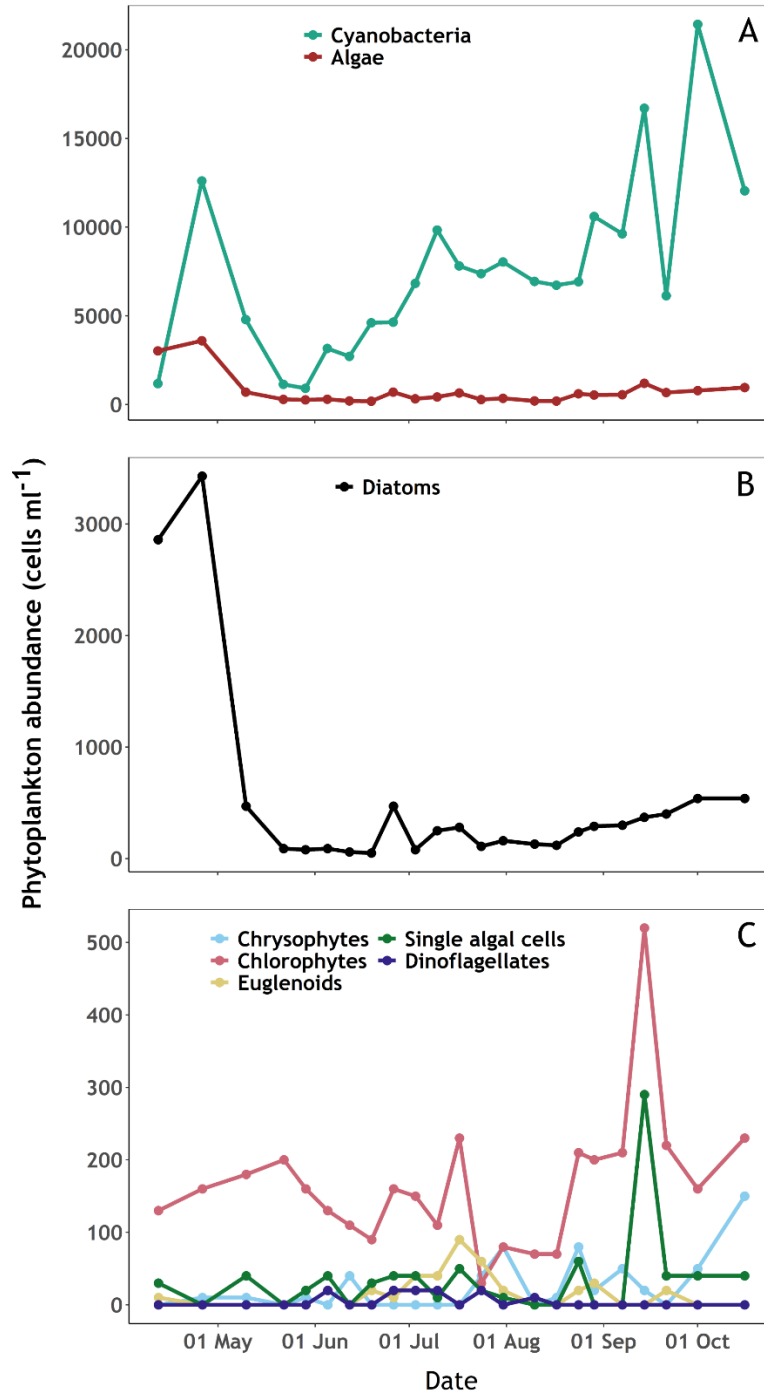 A
Cyanobacteria
Algae
20000
15000
10000
5000
0
B
Diatoms
3000
2000
1000
0
Phytoplankton abundance (cells ml⁻¹)
C
Chrysophytes Single algal cells
Chlorophytes Dinoflagellates
Euglenoids
500
400
300
200
100
0
01 May 01 Jun 01 Jul 01 Aug 01 Sep 01 Oct
Date